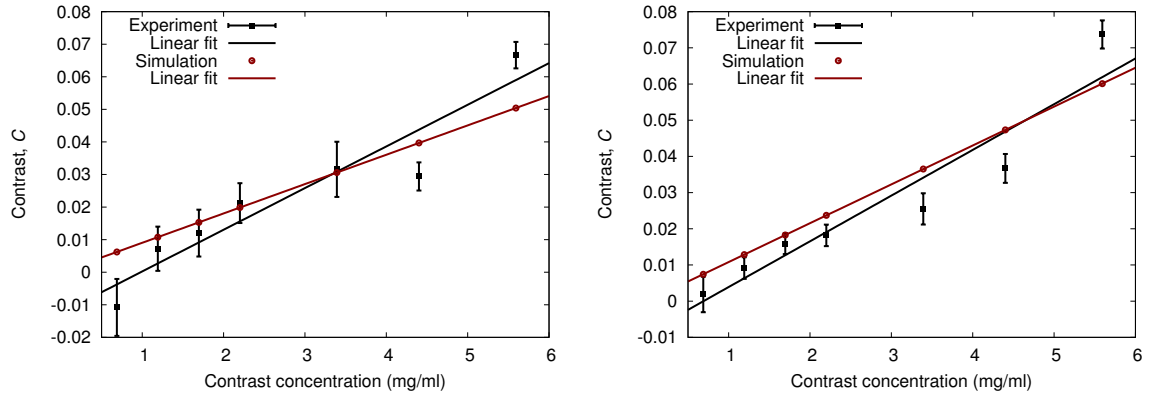 0.08
0.07
0.06
0.05
0.04
0.03
0.02
0.01
0
-0.01
-0.02
Contrast, C
Experiment
Linear fit
Simulation
Linear fit
1 2 3 4 5 6
Contrast concentration (mg/ml)
0.08
0.07
0.06
0.05
0.04
0.03
0.02
0.01
0
-0.01
Contrast, C
Experiment
Linear fit
Simulation
Linear fit
1 2 3 4 5 6
Contrast concentration (mg/ml)